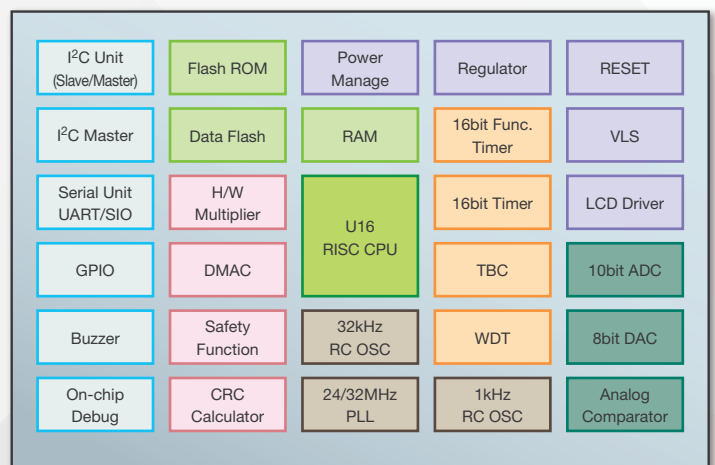 I²C Unit
(Slave/Master)
Flash ROM
Power
Manage
Regulator
RESET
I²C Master
Data Flash
RAM
16bit Func.
Timer
VLS
Serial Unit
UART/SIO
H/W
Multiplier
U16
RISC CPU
16bit Timer
LCD Driver
GPIO
DMAC
TBC
10bit ADC
Buzzer
Safety
Function
32kHz
RC OSC
WDT
8bit DAC
On-chip
Debug
CRC
Calculator
24/32MHz
PLL
1kHz
RC OSC
Analog
Comparator